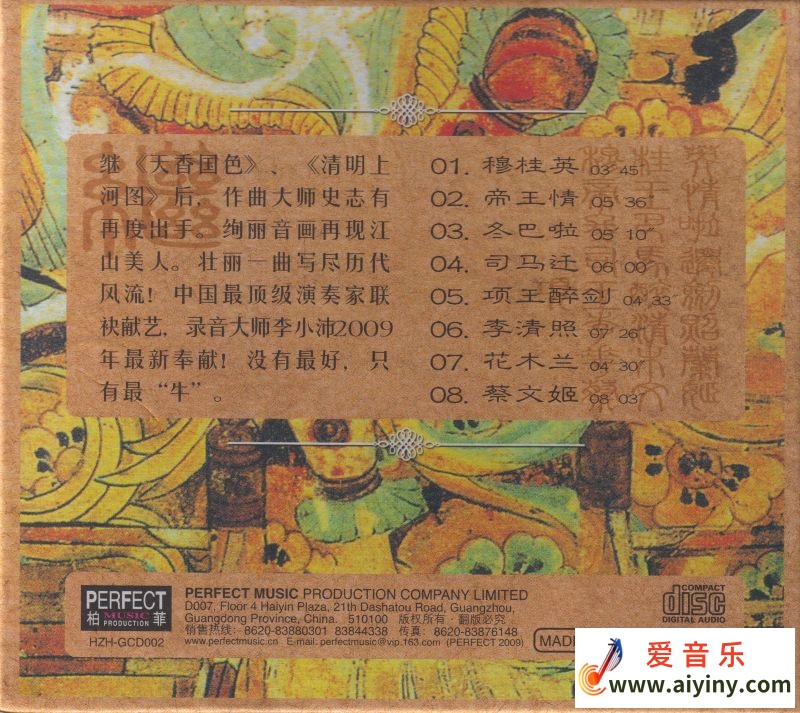 继《天香国色》、《清明上
河图》后，作曲大师史志有
再度出手。绚丽音画再现江
山美人。壮丽一曲写尽历代
风流！中国最顶级演奏家联
袂献艺，录音大师李小沛2009
年最新奉献！没有最好，只
有最“牛”。
01. 穆桂英 03′45″
02. 帝王情 05′36″
03. 冬巴啦 05′10″
04. 司马迁 06′00″
05. 项王醉剑 04′33″
06. 李清照 07′26″
07. 花木兰 04′30″
08. 蔡文姬 08′03″
PERFECT
柏 MUSIC PRODUCTION 菲
HZH-GCD002
PERFECT MUSIC PRODUCTION COMPANY LIMITED
D007, Floor 4 Haiyin Plaza, 21th Dashatou Road, Guangzhou,
Guangdong Province, China. 510100 版权所有·翻版必究
销售热线：8620-83880301 83844338 传真：8620-83876148
www.perfectmusic.cn E-mail: perfectmusic@vip.163.com (PERFECT 2009)
COMPACT
disc
DIGITAL AUDIO
MADE
爱音乐
www.aiyiny.com